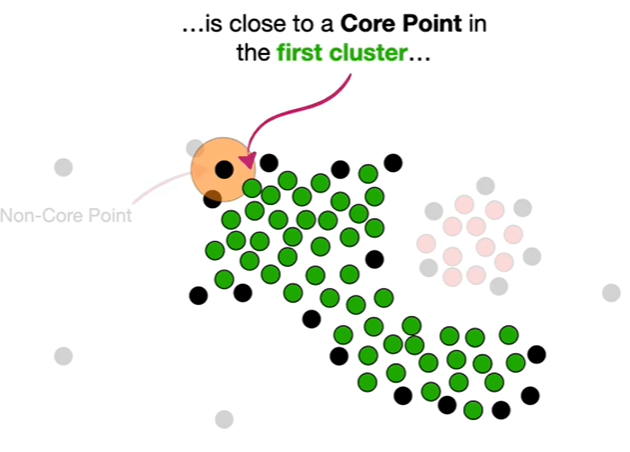 ...is close to a Core Point in
the first cluster...
Non-Core Point